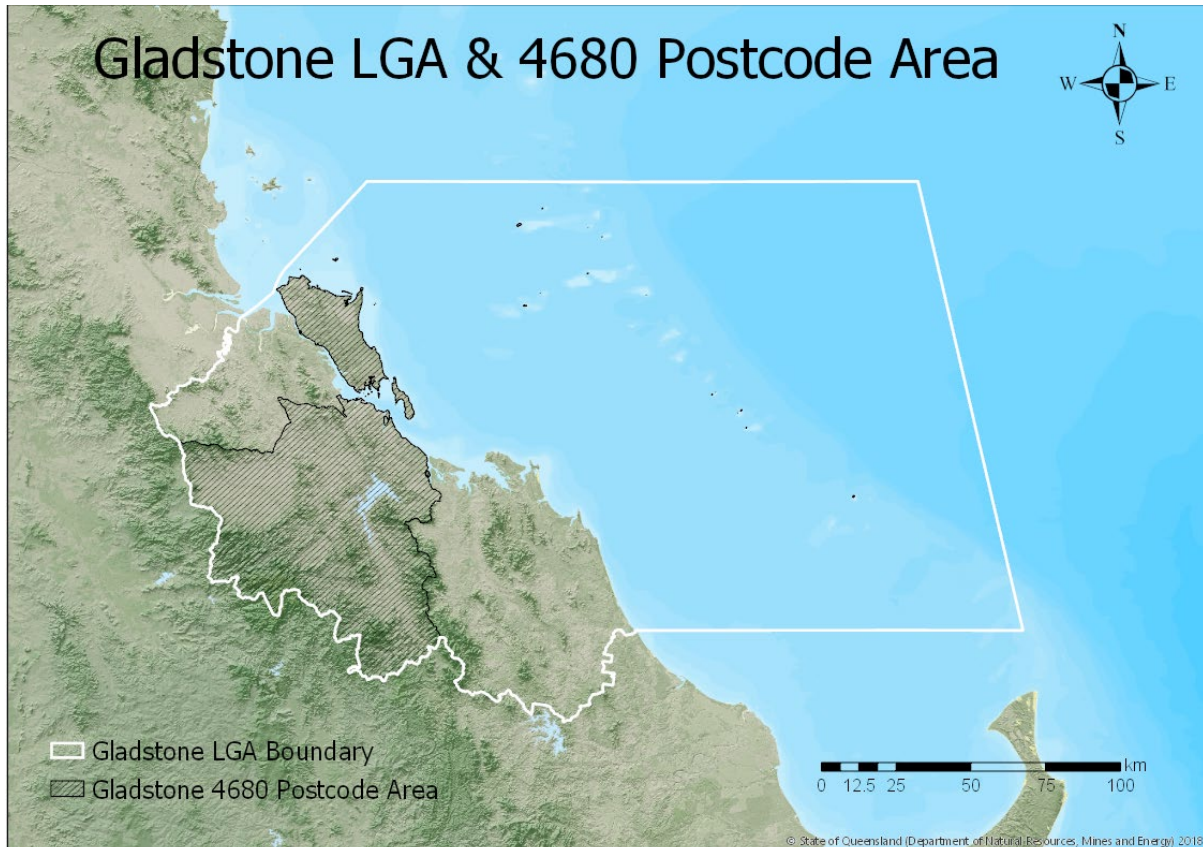 Gladstone LGA & 4680 Postcode Area
N
W E
S
Gladstone LGA Boundary
Gladstone 4680 Postcode Area
km
0 12.5 25 50 75 100
© State of Queensland (Department of Natural Resources, Mines and Energy) 2018